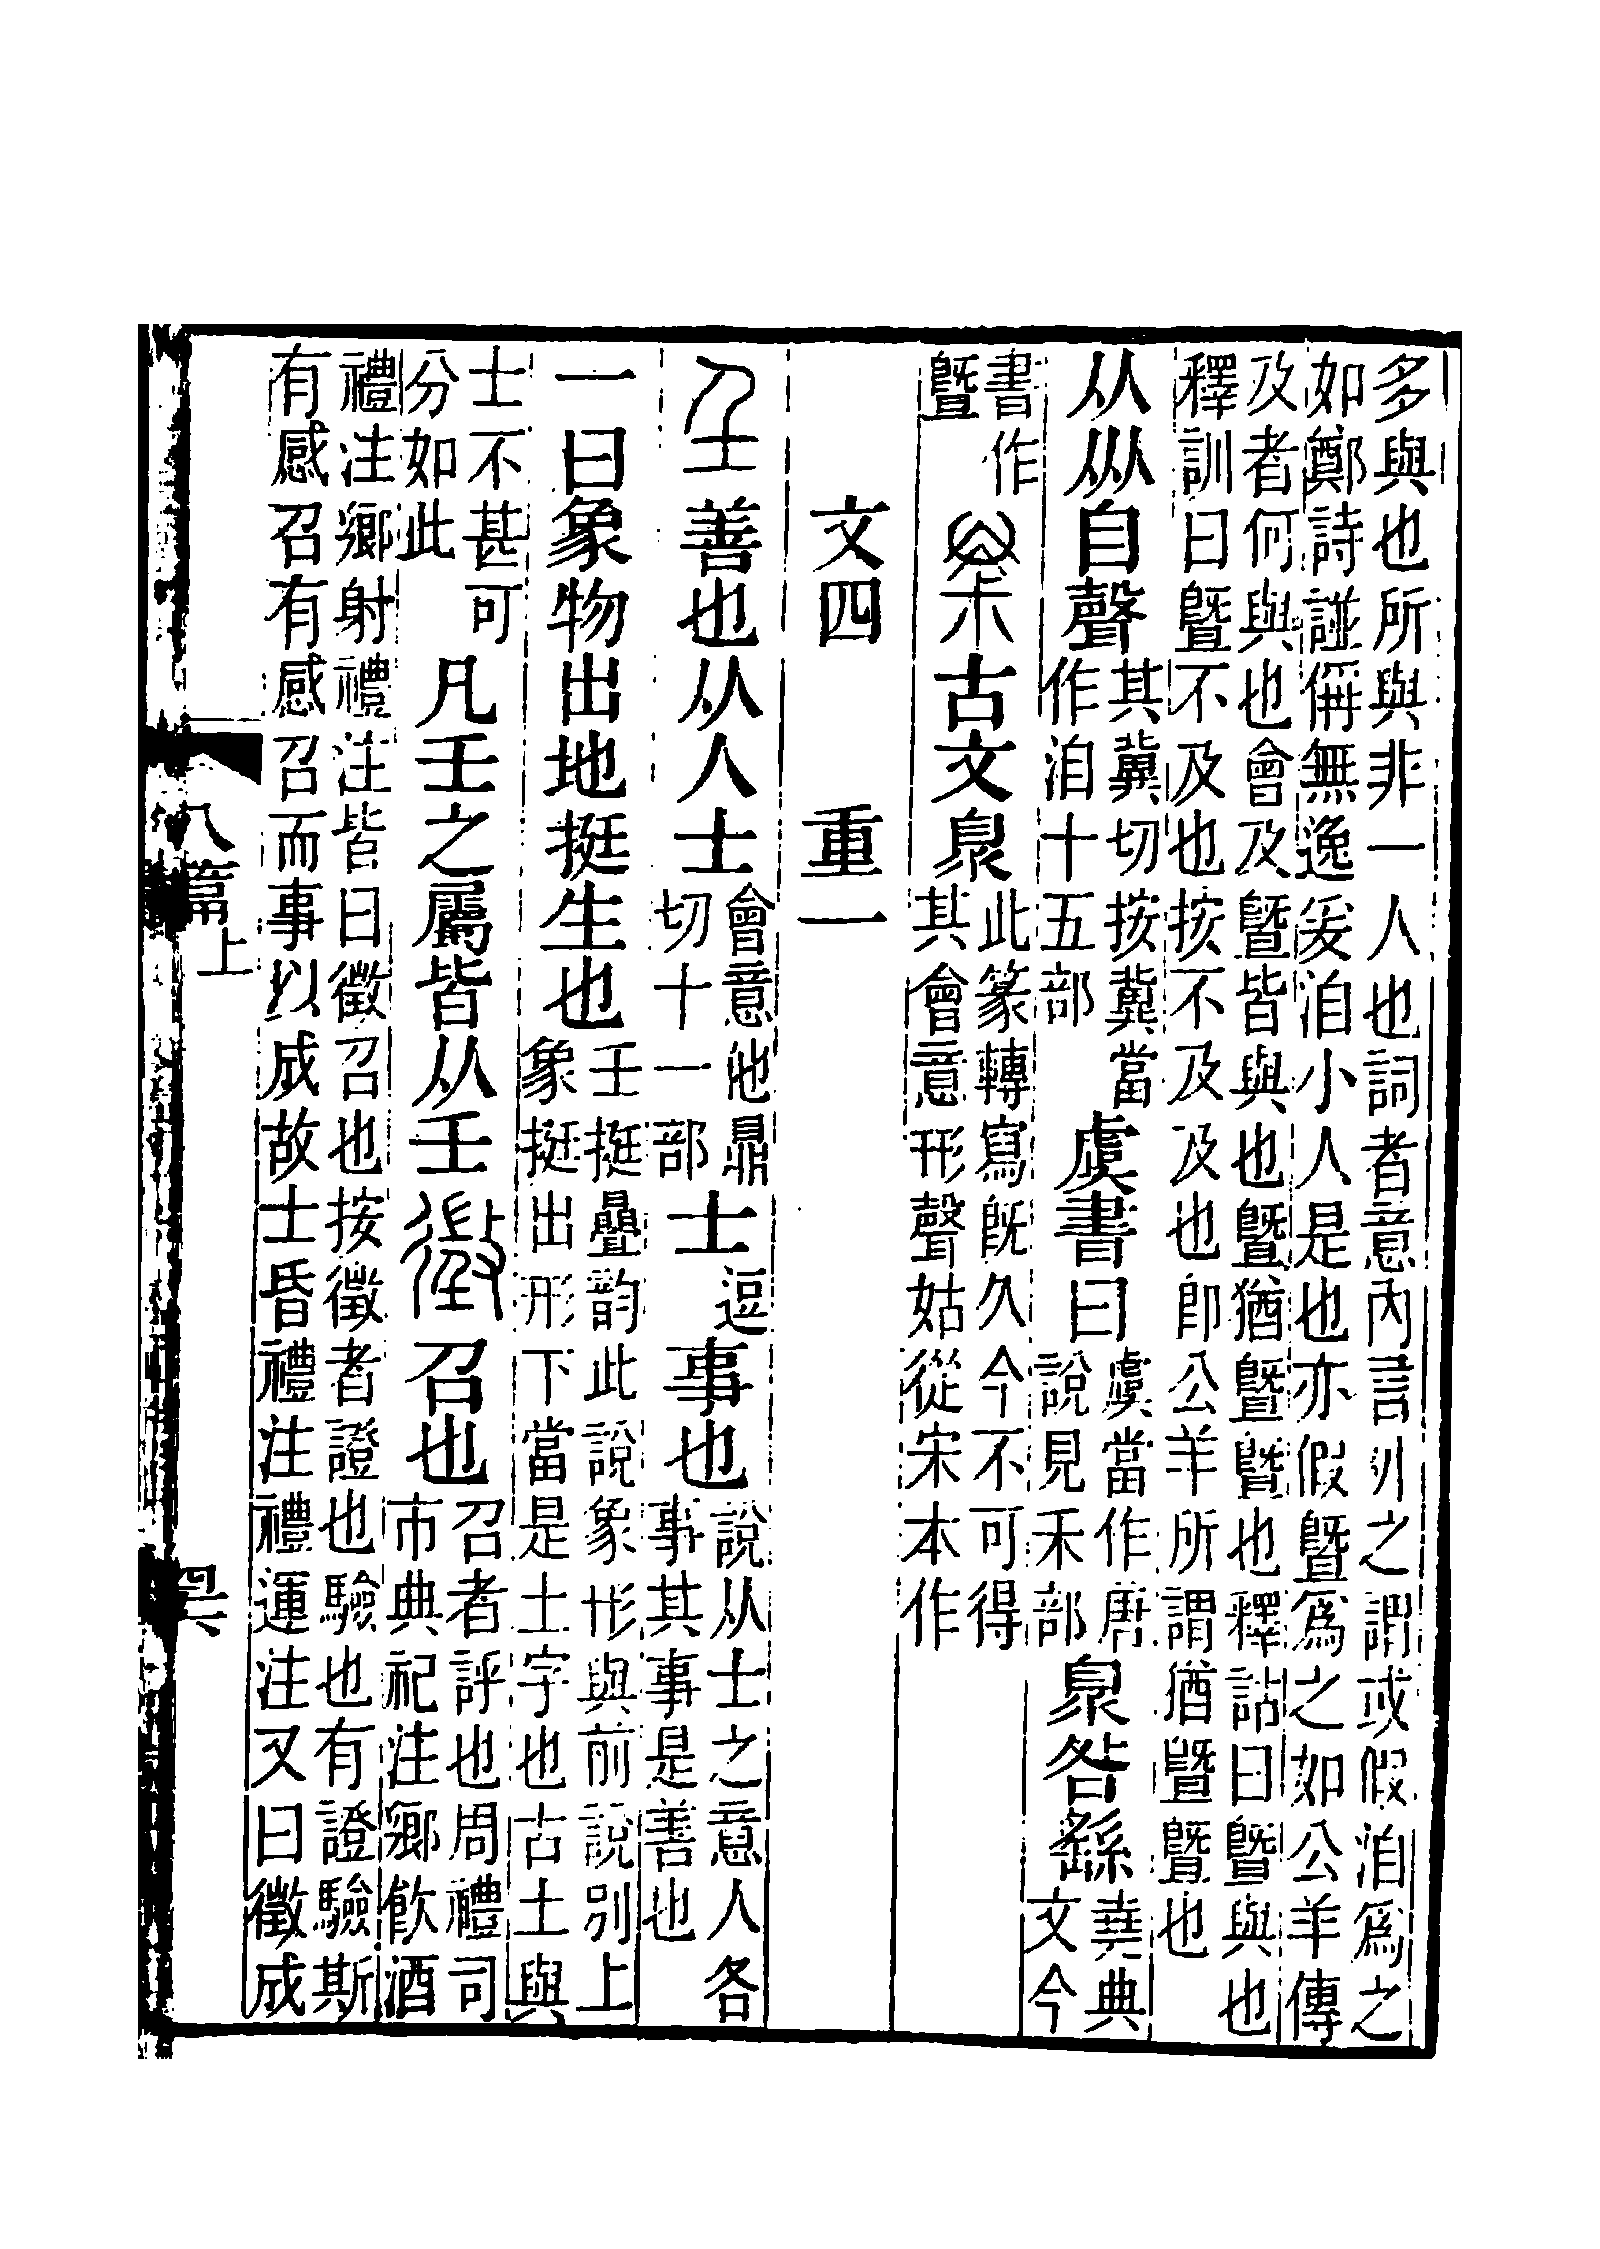 多與也所與非一人也詞者意內言外之謂或假洎爲之
如鄭詩譜偁無逸爰洎小人是也亦假曁爲之如公羊傳
及者何與也會及曁皆與也曁猶曁曁也釋詁曰曁與也
釋訓曰曁不及也按不及及也卽公羊所謂猶曁曁也
从㐺自聲
其冀切按冀當
作洎十五部
虞書曰
虞當作唐
說見禾部
臮咎繇
堯典
文今
書作
曁
古文臮
此篆轉寫旣久今不可得
其會意形聲姑從宋本作
文四　重一
𡈼善也从人士
會意他鼎
切十一部
士
逗
事也
說从士之意人各
事其事是善也
一曰象物出地挺生也
𡈼挺疊韵此說象形與前說別上
象挺出形下當是土字也古土與
士不甚可
分如此
凡𡈼之屬皆从𡈼
徵召也
召者評也周禮司
巿典祀注鄉飮酒
禮注鄉射禮注皆曰徵召也按徵者證也驗也有證驗斯
有感召有感召而事以成故士昏禮注禮運注又曰徵成
八篇上